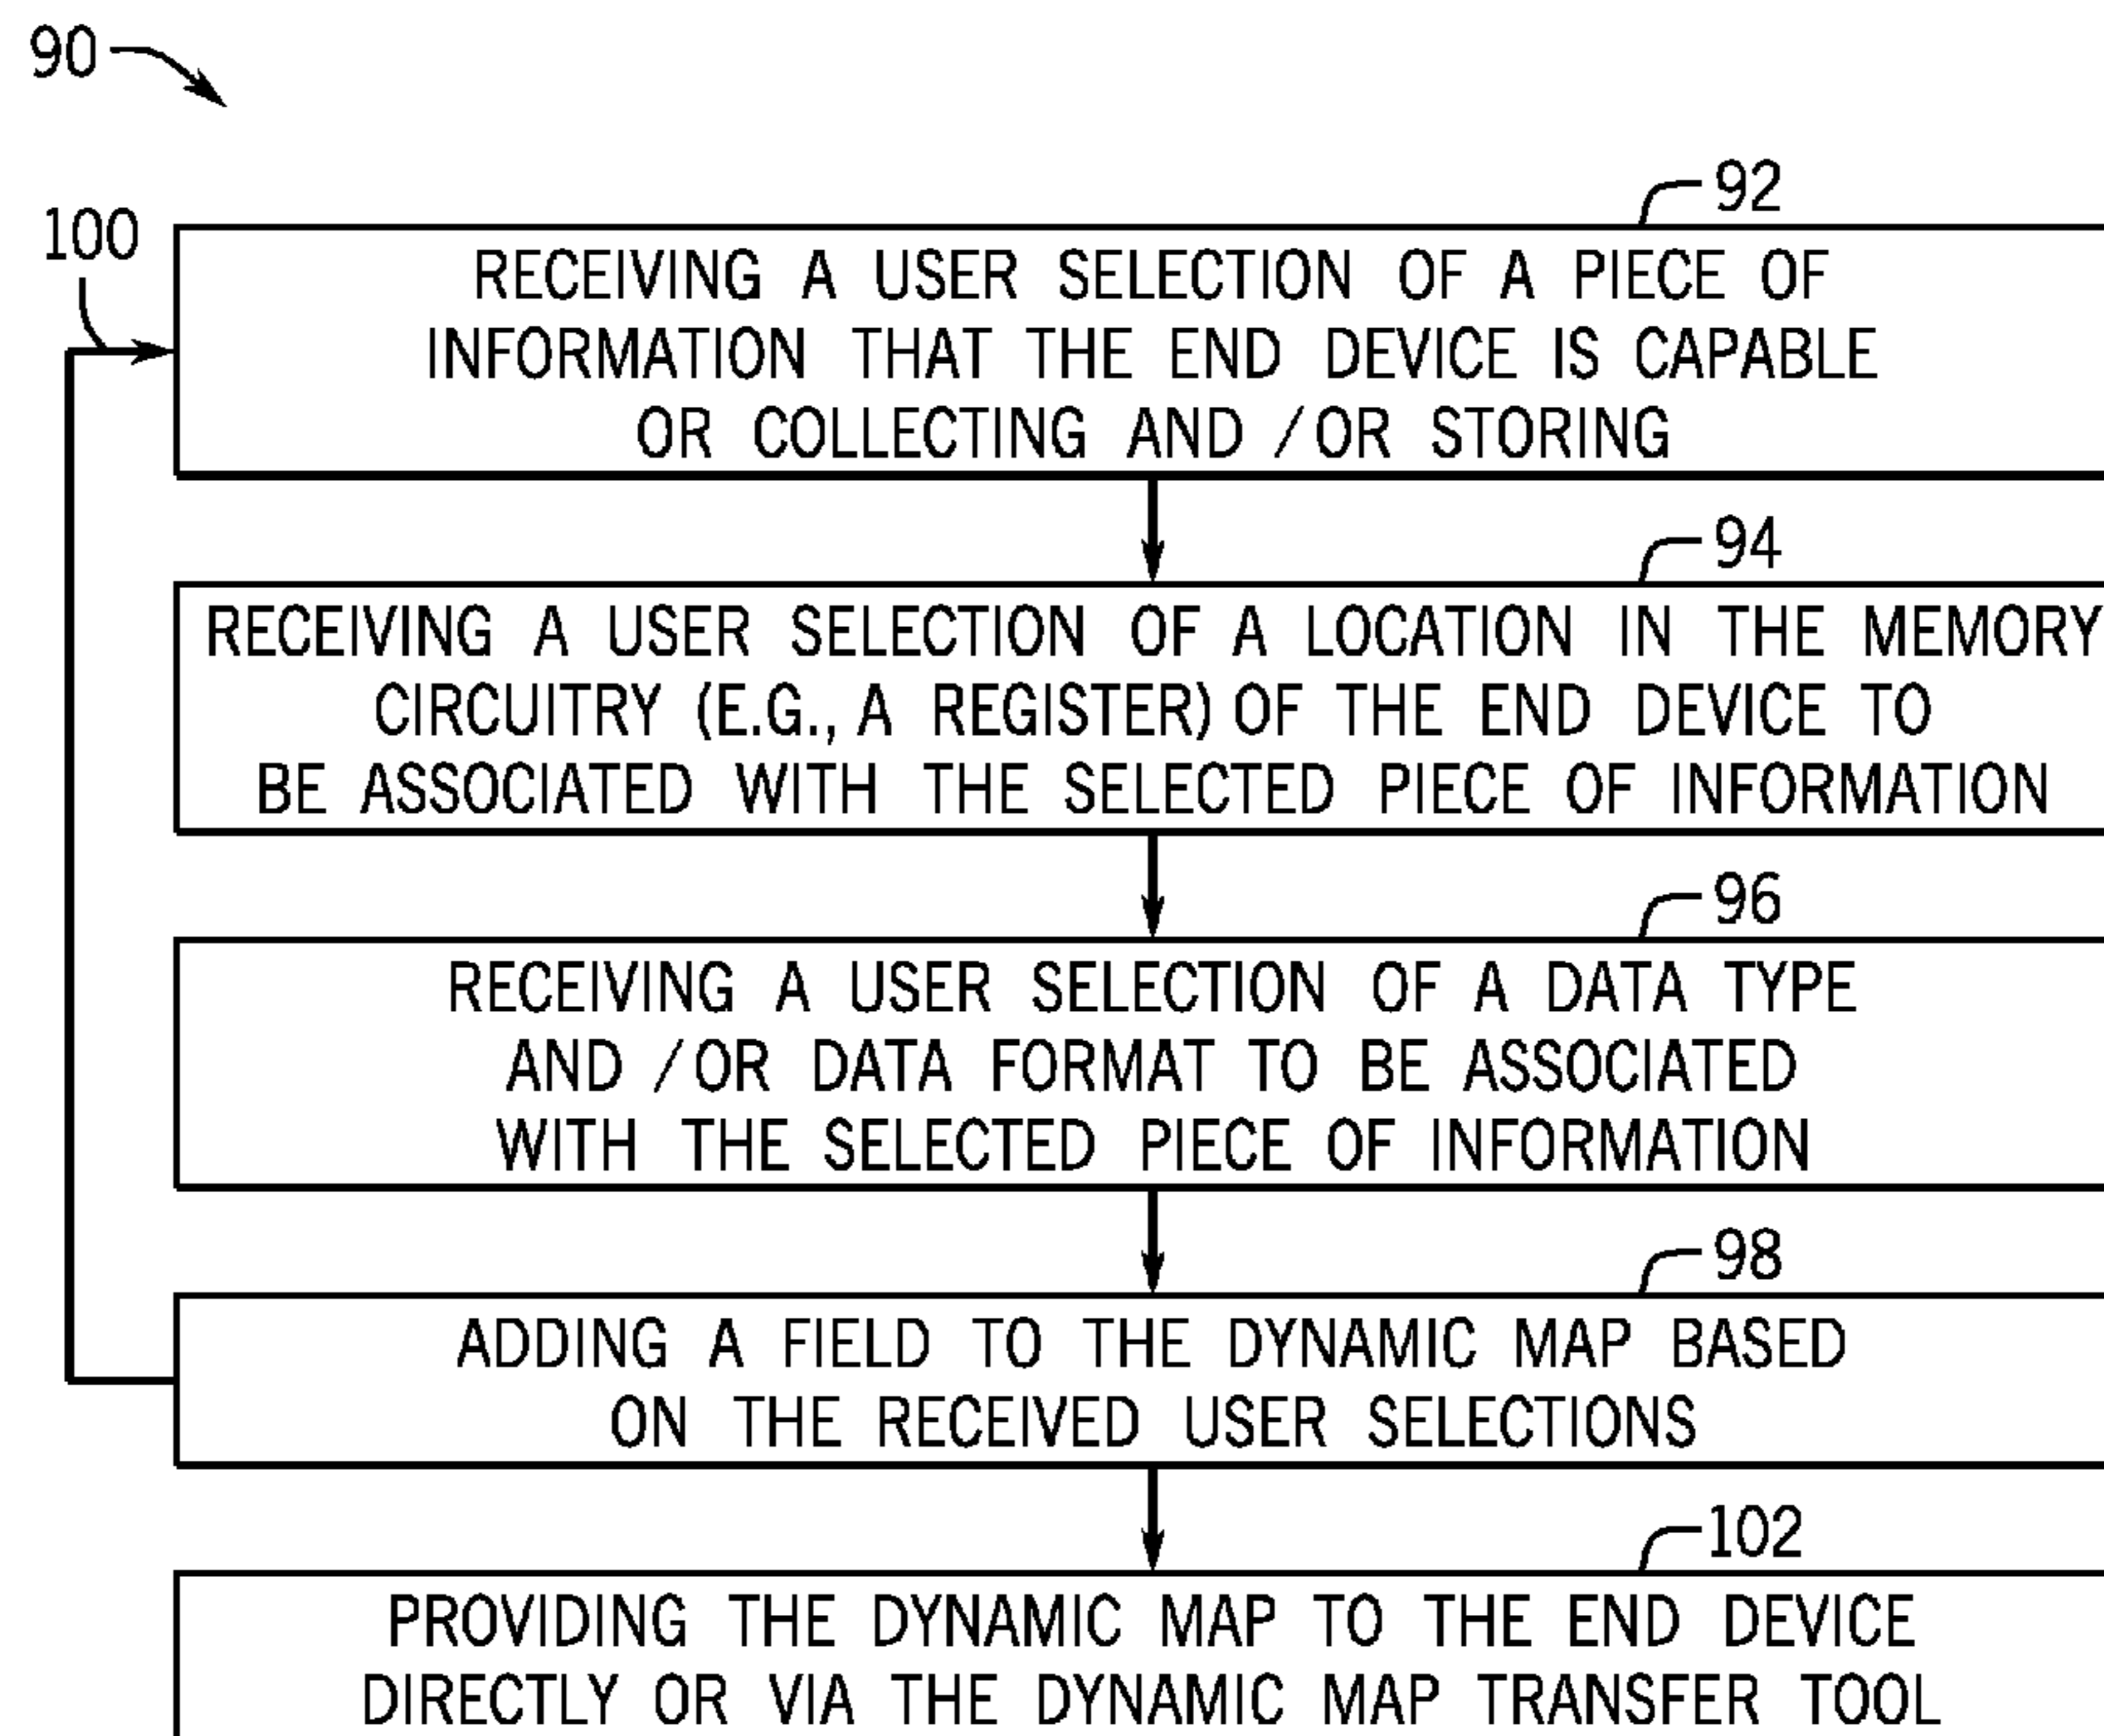 90
92
100
RECEIVING A USER SELECTION OF A PIECE OF
INFORMATION THAT THE END DEVICE IS CAPABLE
OR COLLECTING AND /OR STORING
94
RECEIVING A USER SELECTION OF A LOCATION IN THE MEMORY
CIRCUITRY (E.G., A REGISTER) OF THE END DEVICE TO
BE ASSOCIATED WITH THE SELECTED PIECE OF INFORMATION
96
RECEIVING A USER SELECTION OF A DATA TYPE
AND /OR DATA FORMAT TO BE ASSOCIATED
WITH THE SELECTED PIECE OF INFORMATION
98
ADDING A FIELD TO THE DYNAMIC MAP BASED
ON THE RECEIVED USER SELECTIONS
102
PROVIDING THE DYNAMIC MAP TO THE END DEVICE
DIRECTLY OR VIA THE DYNAMIC MAP TRANSFER TOOL